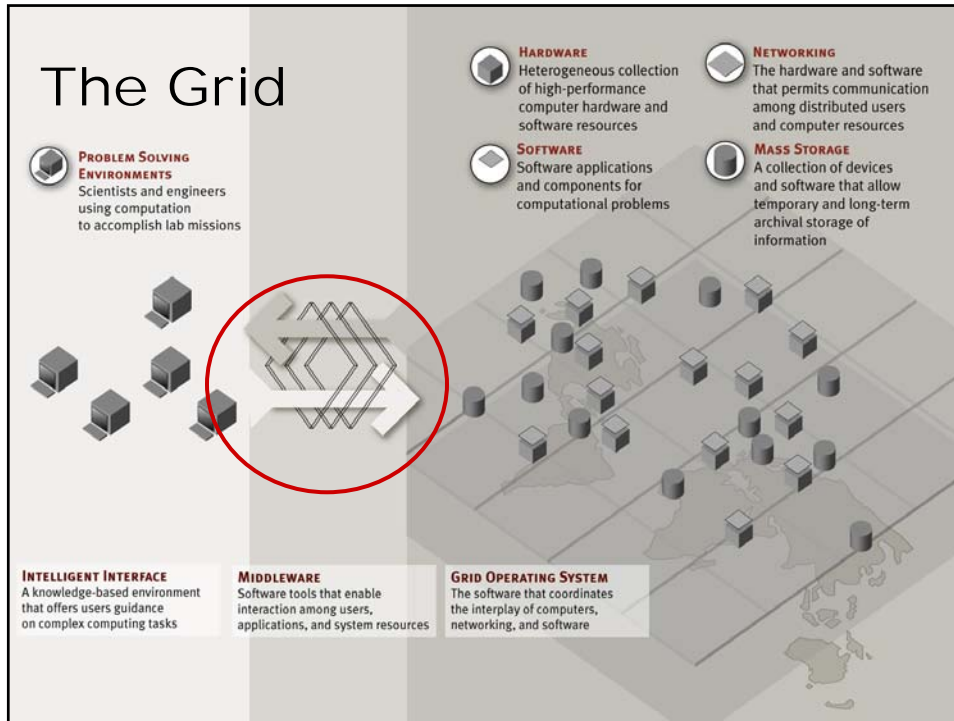 The Grid
PROBLEM SOLVING
ENVIRONMENTS
Scientists and engineers
using computation
to accomplish lab missions
HARDWARE
Heterogeneous collection
of high-performance
computer hardware and
software resources
SOFTWARE
Software applications
and components for
computational problems
NETWORKING
The hardware and software
that permits communication
among distributed users
and computer resources
MASS STORAGE
A collection of devices
and software that allow
temporary and long-term
archival storage of
information
INTELLIGENT INTERFACE
A knowledge-based environment
that offers users guidance
on complex computing tasks
MIDDLEWARE
Software tools that enable
interaction among users,
applications, and system resources
GRID OPERATING SYSTEM
The software that coordinates
the interplay of computers,
networking, and software